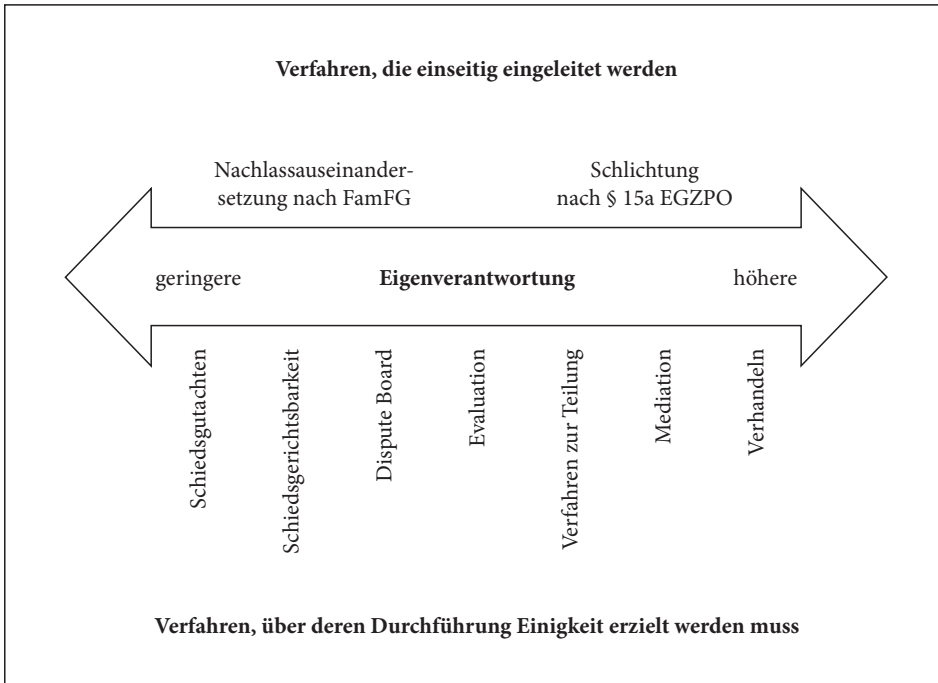 Verfahren, die einseitig eingeleitet werden
Nachlassauseinander-
setzung nach FamFG
Schlichtung
nach § 15a EGZPO
geringere
Eigenverantwortung
höhere
Schiedsgutachten
Schiedsgerichtsbarkeit
Dispute Board
Evaluation
Verfahren zur Teilung
Mediation
Verhandeln
Verfahren, über deren Durchführung Einigkeit erzielt werden muss